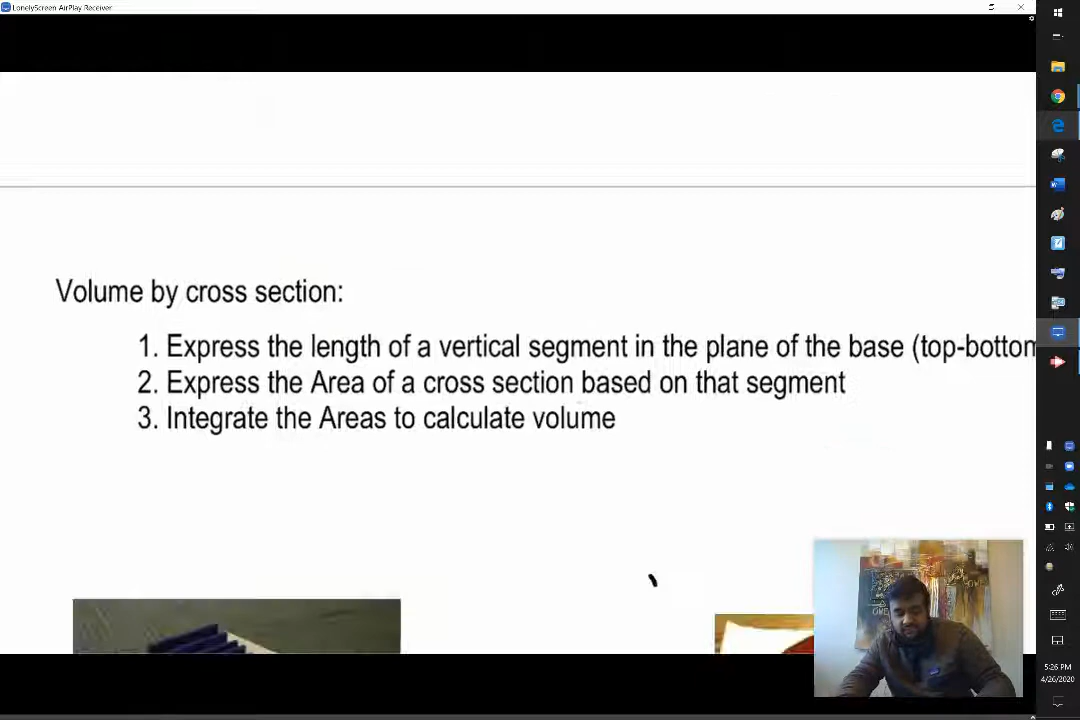 LonelyScreen AirPlay Receiver
Volume by cross section:
1. Express the length of a vertical segment in the plane of the base (top-bottom
2. Express the Area of a cross section based on that segment
3. Integrate the Areas to calculate volume
5:26 PM
4/26/2020